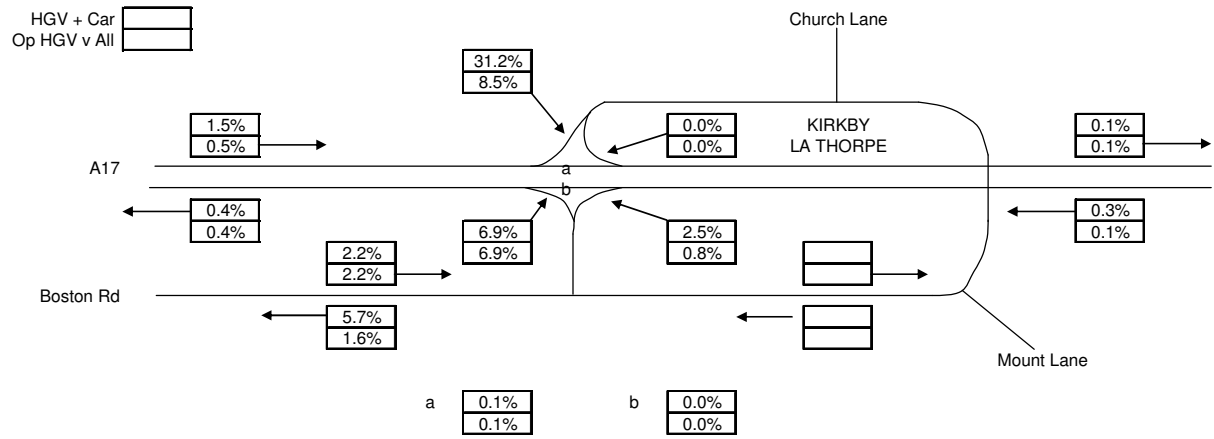 HGV + Car
Op HGV v All
Church Lane
31.2%
8.5%
1.5%
0.5%
0.0%
0.0%
KIRKBY
LA THORPE
0.1%
0.1%
A17
a
b
0.4%
0.4%
6.9%
6.9%
2.5%
0.8%
0.3%
0.1%
2.2%
2.2%
Boston Rd
5.7%
1.6%
Mount Lane
a
0.1%
0.1%
b
0.0%
0.0%